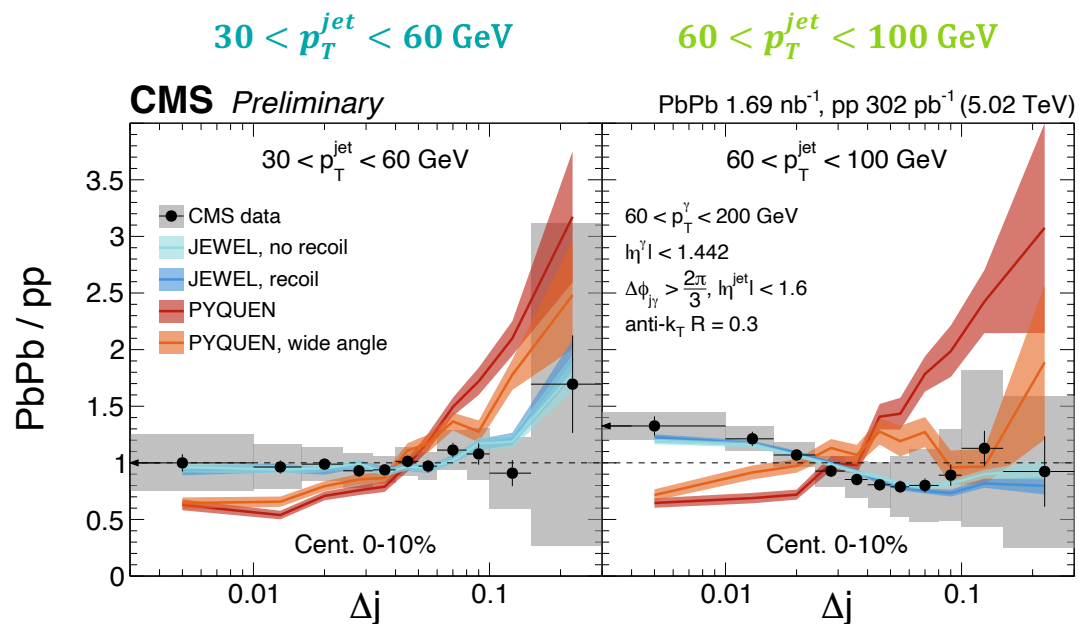 30 < p_T^jet < 60 GeV
60 < p_T^jet < 100 GeV
CMS Preliminary
PbPb 1.69 nb⁻¹, pp 302 pb⁻¹ (5.02 TeV)
30 < p_T^jet < 60 GeV
CMS data
JEWEL, no recoil
JEWEL, recoil
PYQUEN
PYQUEN, wide angle
Cent. 0-10%
60 < p_T^jet < 100 GeV
60 < p_T^γ < 200 GeV
|η^γ| < 1.442
Δϕ_jγ > 2π/3, |η^jet| < 1.6
anti-k_T R = 0.3
Cent. 0-10%
PbPb / pp
3.5
3
2.5
2
1.5
1
0.5
0
0.01
0.1
0.01
0.1
Δj
Δj